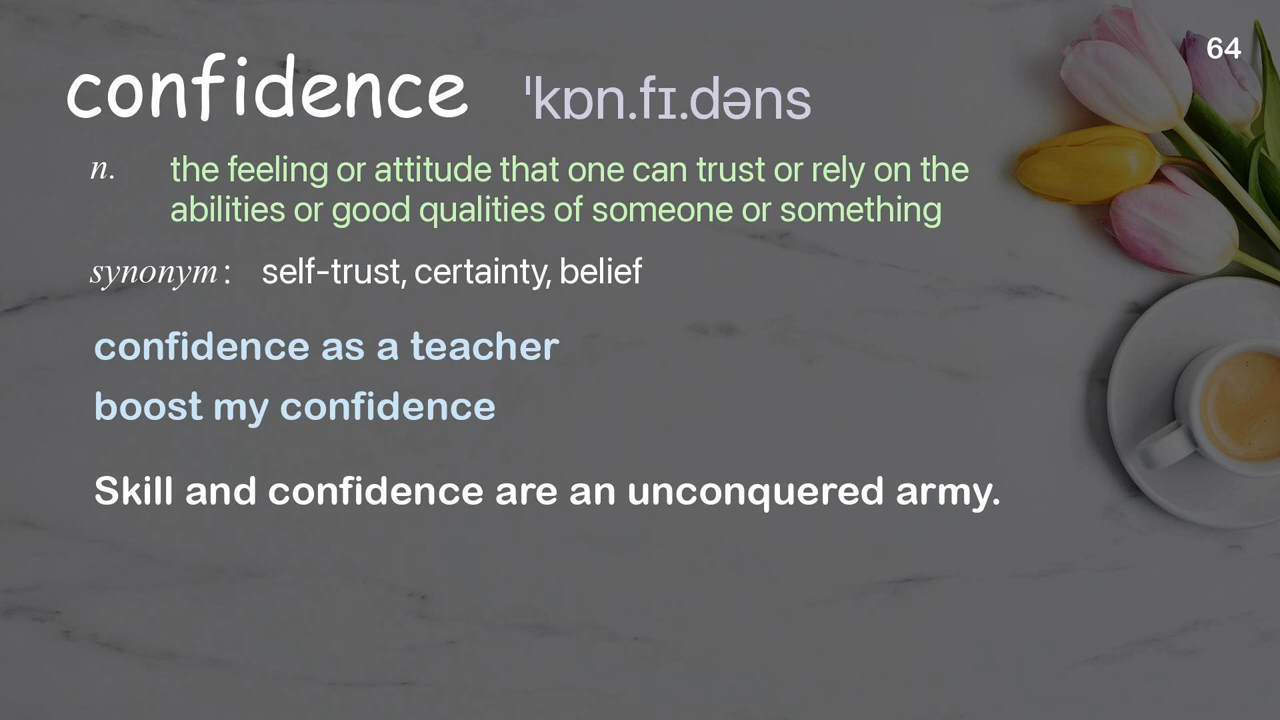 64
confidence ˈkɒn.fɪ.dəns
n. the feeling or attitude that one can trust or rely on the
abilities or good qualities of someone or something
synonym: self-trust, certainty, belief
confidence as a teacher
boost my confidence
Skill and confidence are an unconquered army.